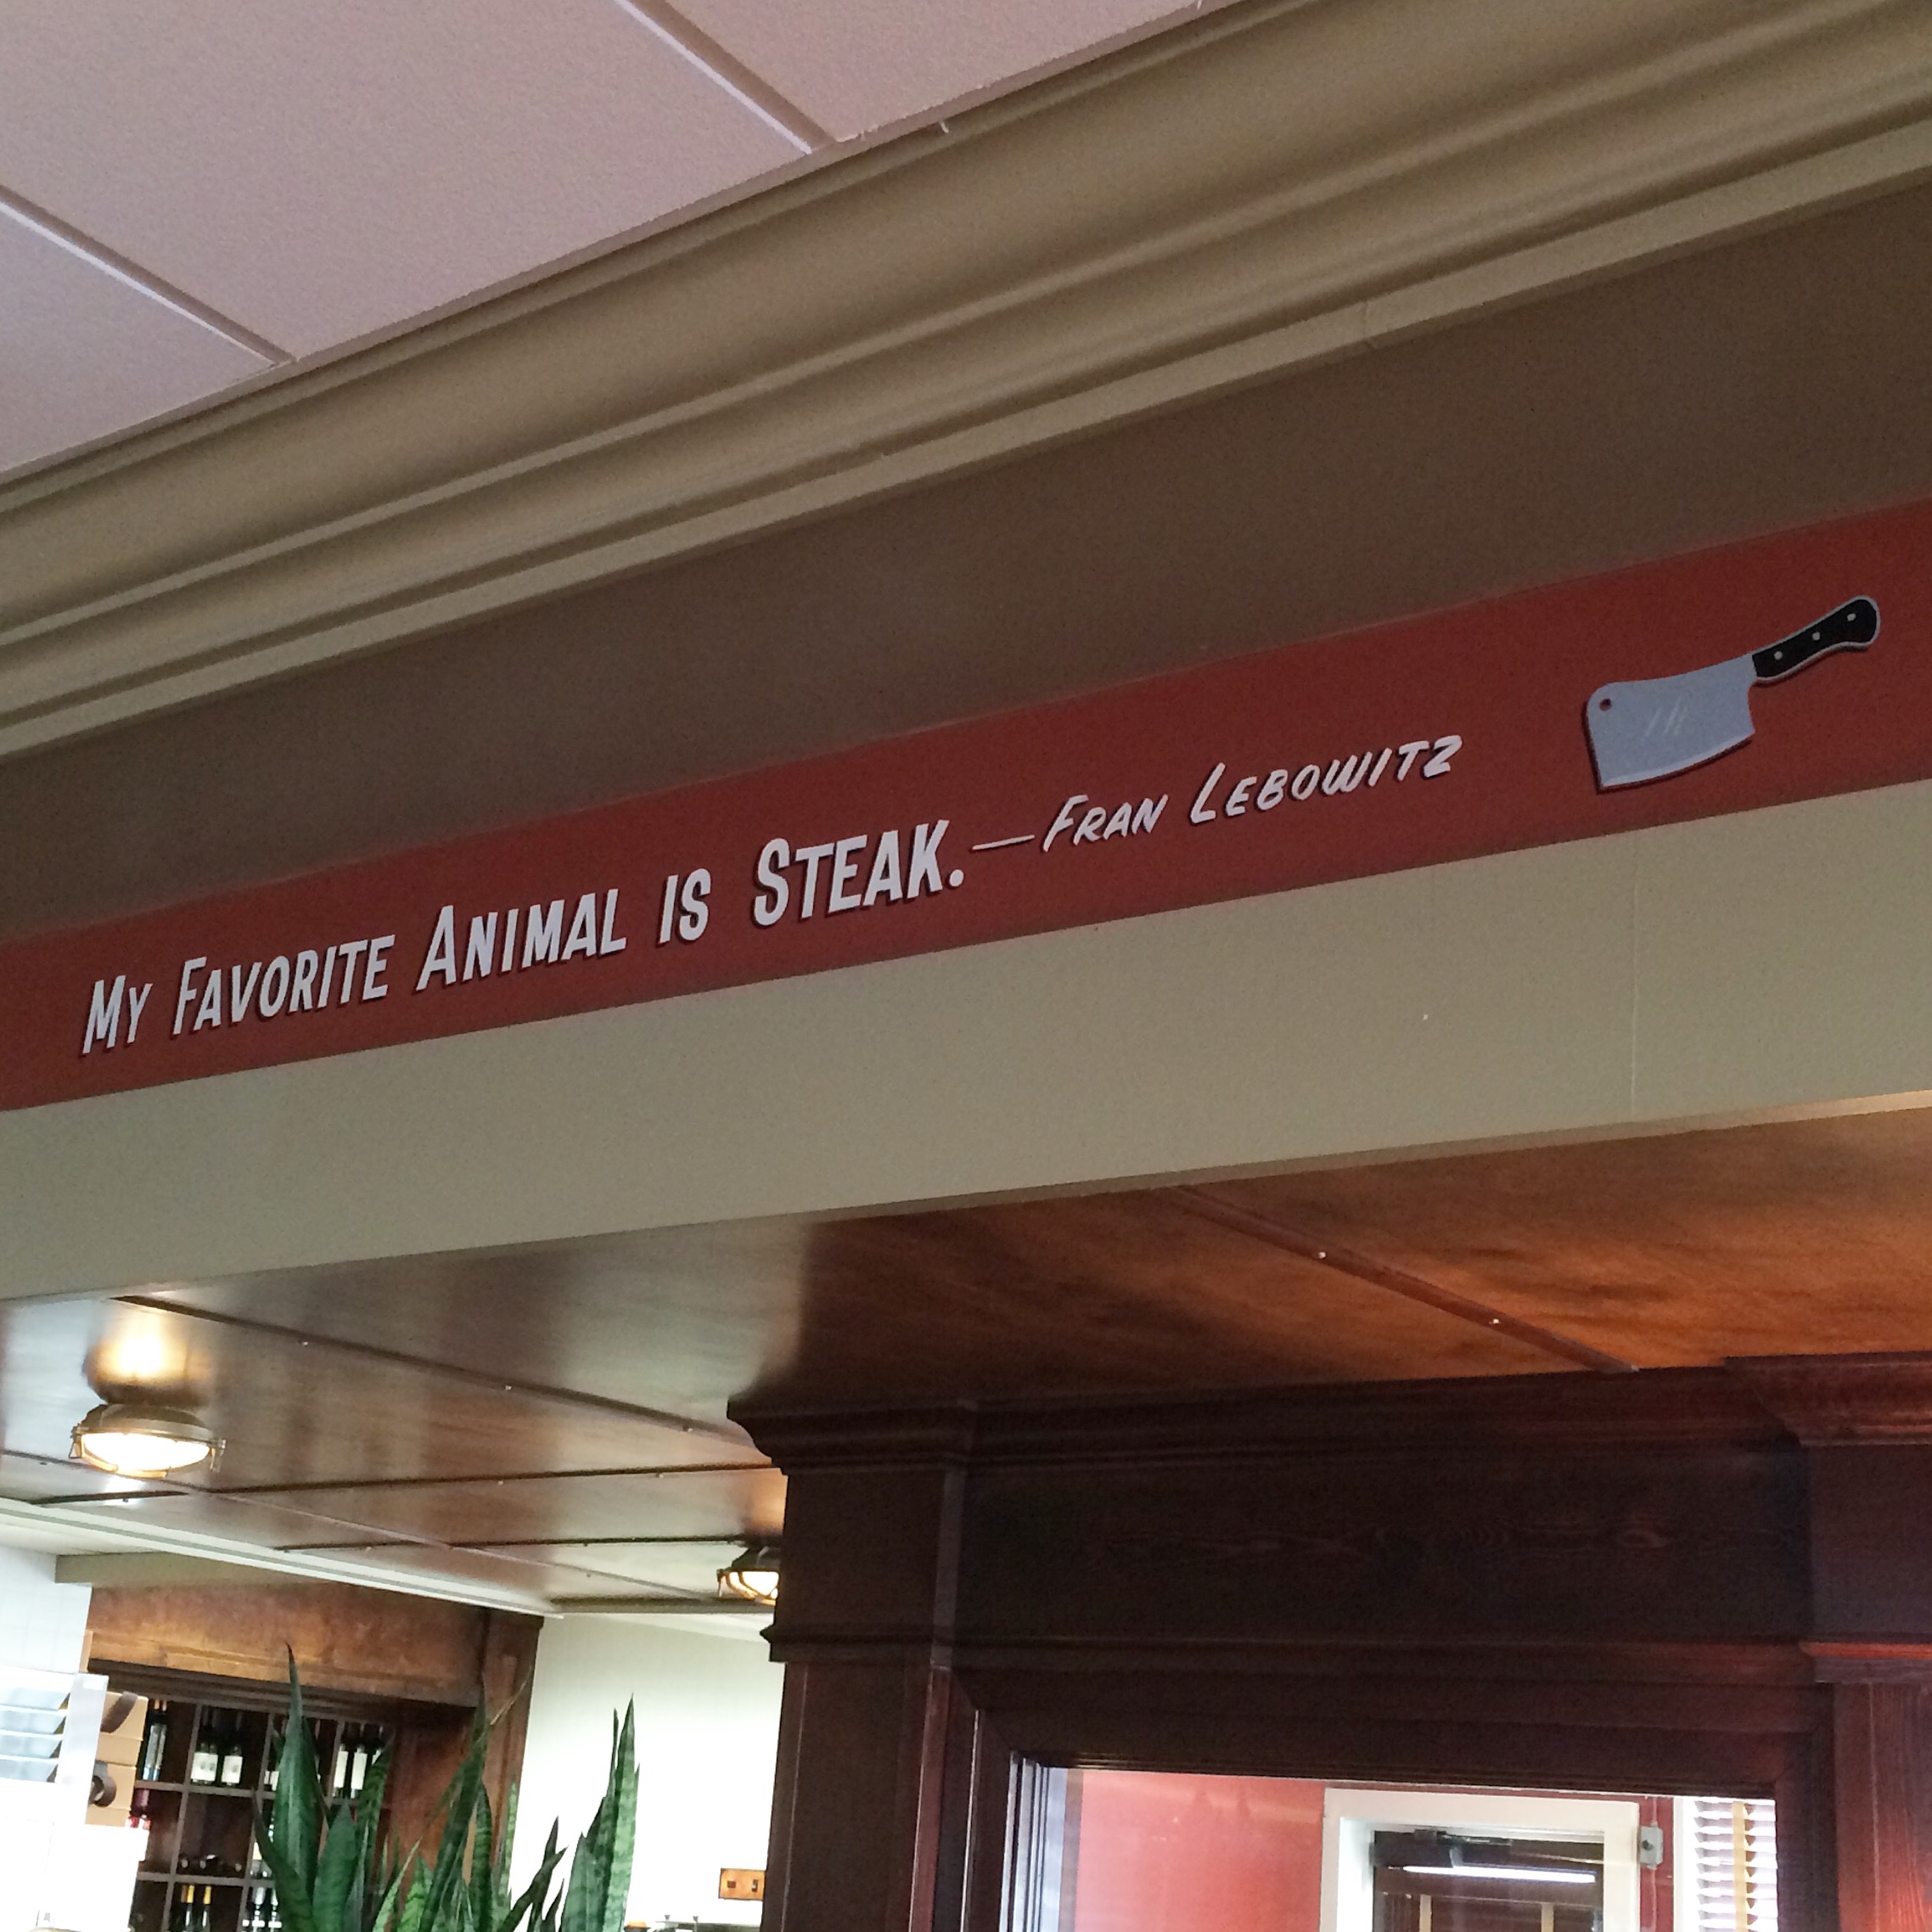 My Favorite Animal is Steak. — Fran Lebowitz